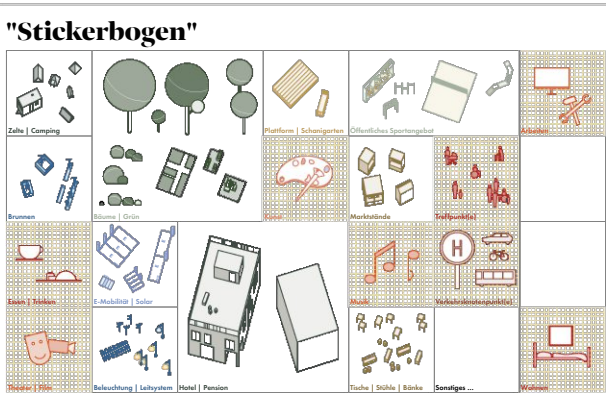 "Stickerbogen"
Zelte | Camping
Plattform | Schanigarten
Öffentliches Sportangebot
Arbeiten
Brunnen
Bäume | Grün
Kunst
Marktstände
Treffpunkt(e)
Essen | Trinken
E-Mobilität | Solar
Musik
H
Verkehrsknotenpunkt(e)
Theater | Film
Beleuchtung | Leitsystem
Hotel | Pension
Tische | Stühle | Bänke
Sonstiges ...
Wohnen